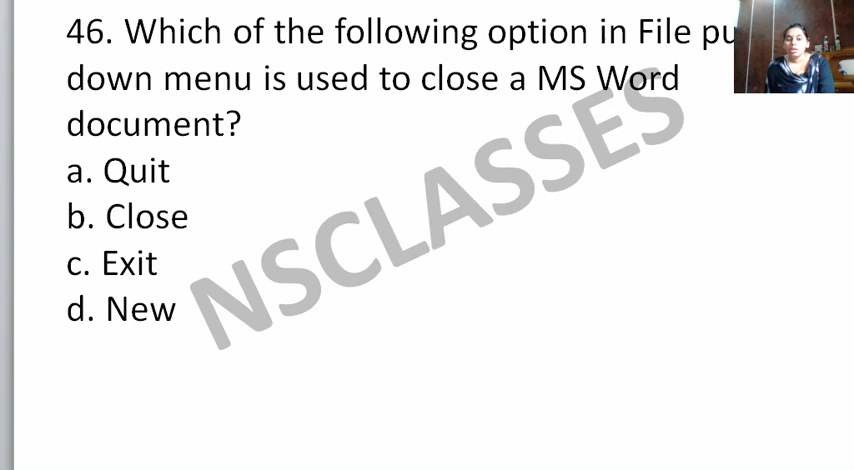 46. Which of the following option in File pu
down menu is used to close a MS Word
document?
a. Quit
b. Close
c. Exit
d. New
NSCLASSES